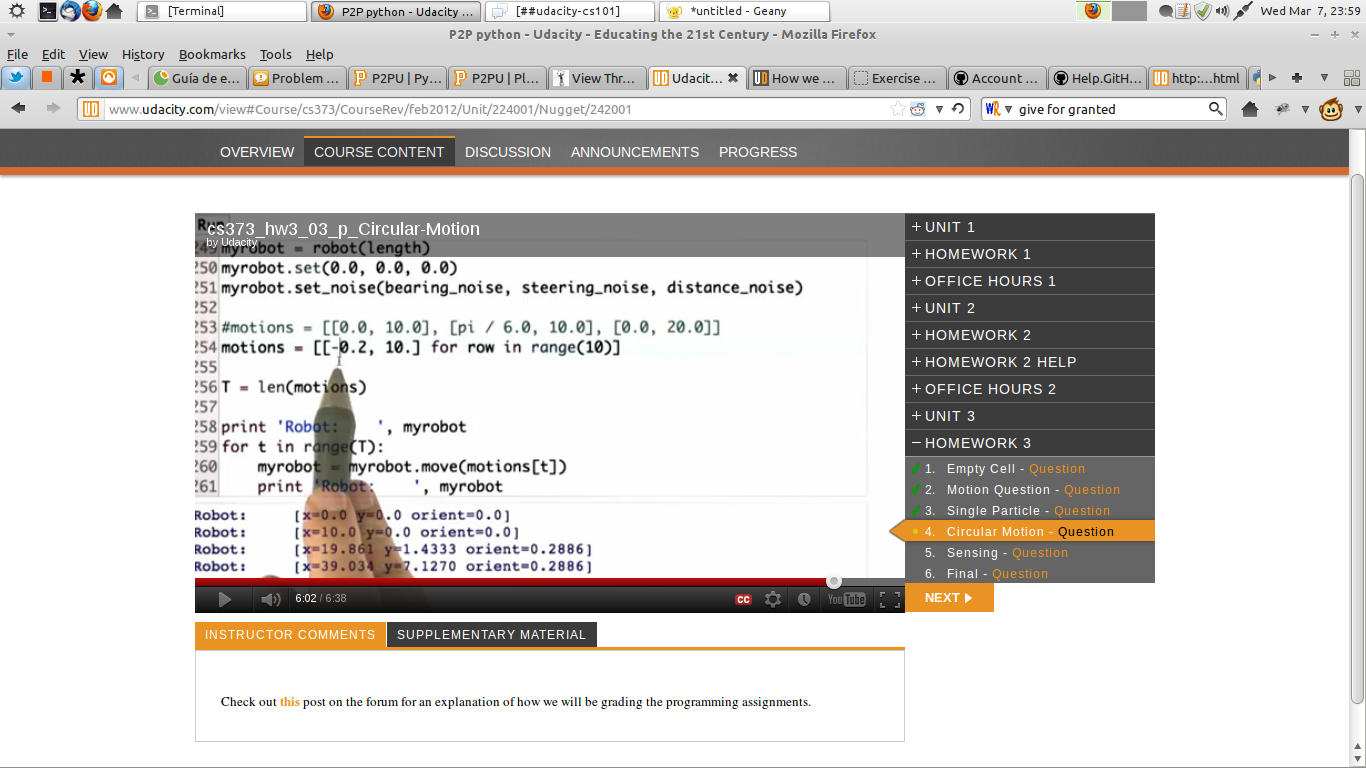 [Terminal] P2P python - Udacity ... [##udacity-cs101] *untitled - Geany Wed Mar 7, 23:59
P2P python - Udacity - Educating the 21st Century - Mozilla Firefox
File Edit View History Bookmarks Tools Help
Guía de e... Problem ... P2PU | Py... P2PU | Pl... View Thr... Udacit... How we ... Exercise ... Account ... Help.GitH... http:...html
www.udacity.com/view#Course/cs373/CourseRev/feb2012/Unit/224001/Nugget/242001 give for granted
OVERVIEW COURSE CONTENT DISCUSSION ANNOUNCEMENTS PROGRESS
cs373_hw3_03_p_Circular-Motion
by Udacity
249 myrobot = robot(length)
250 myrobot.set(0.0, 0.0, 0.0)
251 myrobot.set_noise(bearing_noise, steering_noise, distance_noise)
252
253 #motions = [[0.0, 10.0], [pi / 6.0, 10.0], [0.0, 20.0]]
254 motions = [[-0.2, 10.] for row in range(10)]
255
256 T = len(motions)
257
258 print 'Robot: ', myrobot
259 for t in range(T):
260 myrobot = myrobot.move(motions[t])
261 print 'Robot: ', myrobot
Robot: [x=0.0 y=0.0 orient=0.0]
Robot: [x=10.0 y=0.0 orient=0.0]
Robot: [x=19.861 y=1.4333 orient=0.2886]
Robot: [x=39.034 y=7.1270 orient=0.2886]
6:02 / 6:38 CC YouTube
+ UNIT 1
+ HOMEWORK 1
+ OFFICE HOURS 1
+ UNIT 2
+ HOMEWORK 2
+ HOMEWORK 2 HELP
+ OFFICE HOURS 2
+ UNIT 3
− HOMEWORK 3
1. Empty Cell - Question
2. Motion Question - Question
3. Single Particle - Question
4. Circular Motion - Question
5. Sensing - Question
6. Final - Question
NEXT
INSTRUCTOR COMMENTS SUPPLEMENTARY MATERIAL
Check out this post on the forum for an explanation of how we will be grading the programming assignments.